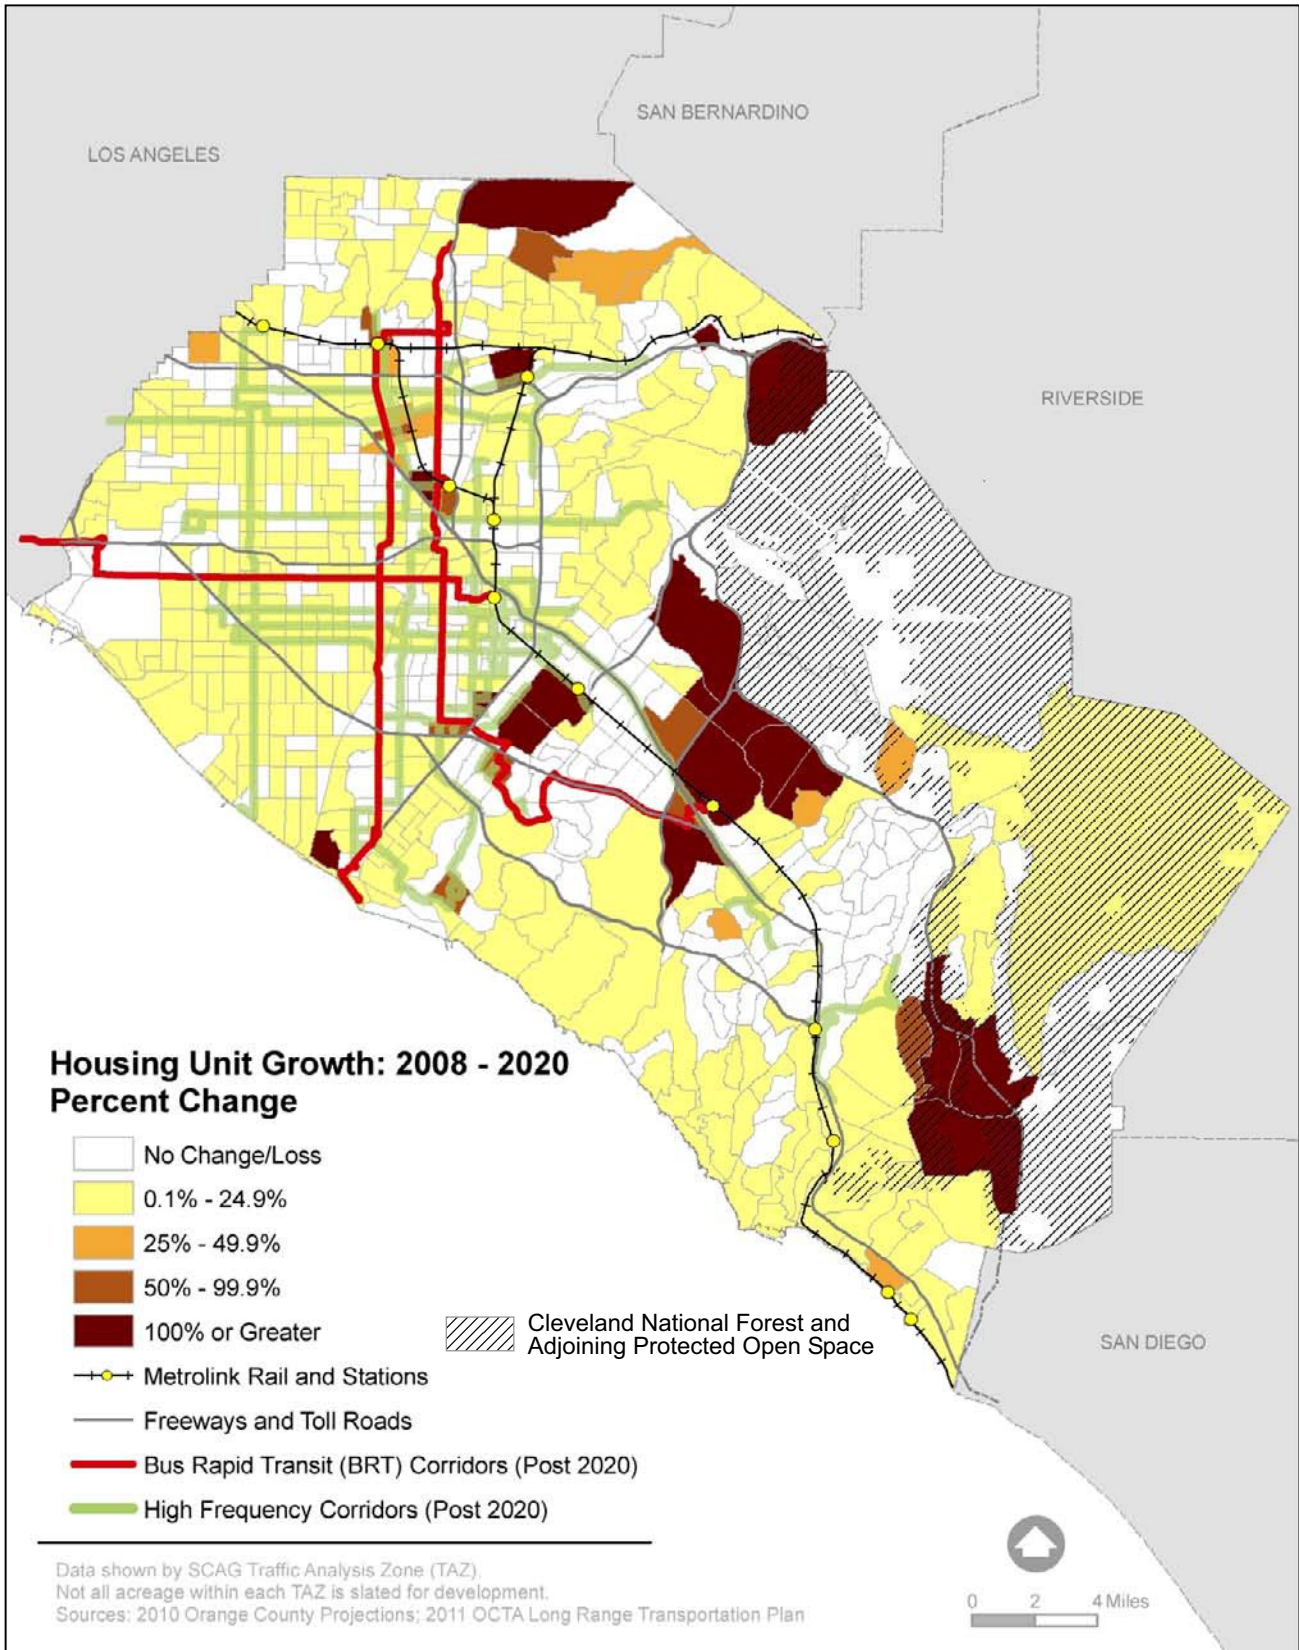 SAN BERNARDINO
LOS ANGELES
RIVERSIDE
Housing Unit Growth: 2008 - 2020
Percent Change
No Change/Loss
0.1% - 24.9%
25% - 49.9%
50% - 99.9%
100% or Greater
Cleveland National Forest and
Adjoining Protected Open Space
SAN DIEGO
Metrolink Rail and Stations
Freeways and Toll Roads
Bus Rapid Transit (BRT) Corridors (Post 2020)
High Frequency Corridors (Post 2020)
Data shown by SCAG Traffic Analysis Zone (TAZ).
Not all acreage within each TAZ is slated for development.
Sources: 2010 Orange County Projections; 2011 OCTA Long Range Transportation Plan
0 2 4 Miles